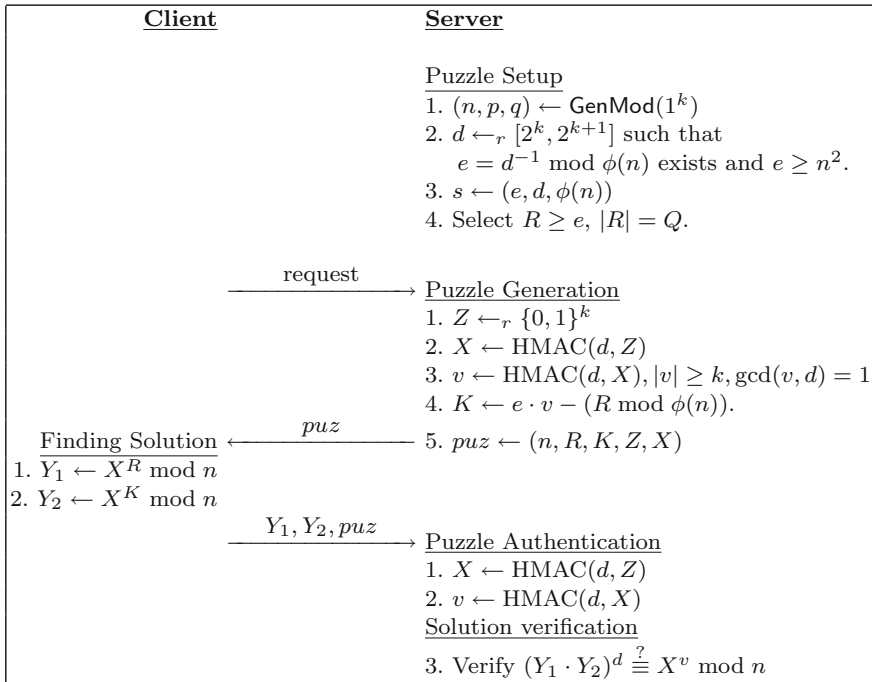 Client Server
Puzzle Setup
1. (n, p, q) ← GenMod(1^k)
2. d ←_r [2^k, 2^{k+1}] such that
e = d^{-1} mod ϕ(n) exists and e ≥ n^2.
3. s ← (e, d, ϕ(n))
4. Select R ≥ e, |R| = Q.
request
Puzzle Generation
1. Z ←_r {0, 1}^k
2. X ← HMAC(d, Z)
3. v ← HMAC(d, X), |v| ≥ k, gcd(v, d) = 1
4. K ← e · v − (R mod ϕ(n)).
Finding Solution puz 5. puz ← (n, R, K, Z, X)
1. Y_1 ← X^R mod n
2. Y_2 ← X^K mod n
Y_1, Y_2, puz
Puzzle Authentication
1. X ← HMAC(d, Z)
2. v ← HMAC(d, X)
Solution verification
3. Verify (Y_1 · Y_2)^d ≟ X^v mod n